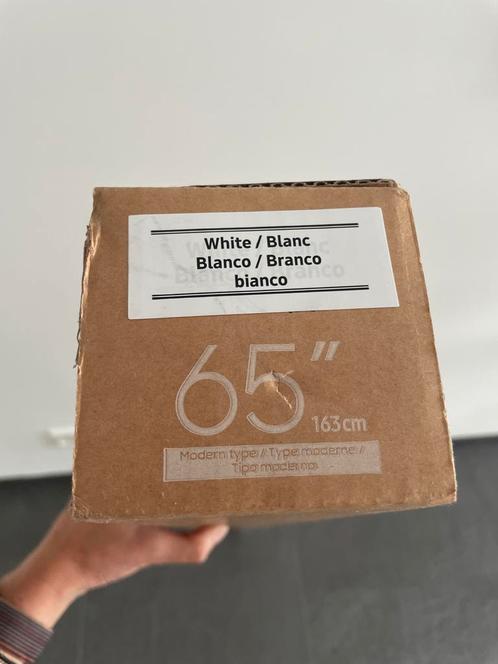 White / Blanc
Blanco / Branco
bianco
65"
163cm
Modern type / Type moderne /
Tipo moderno